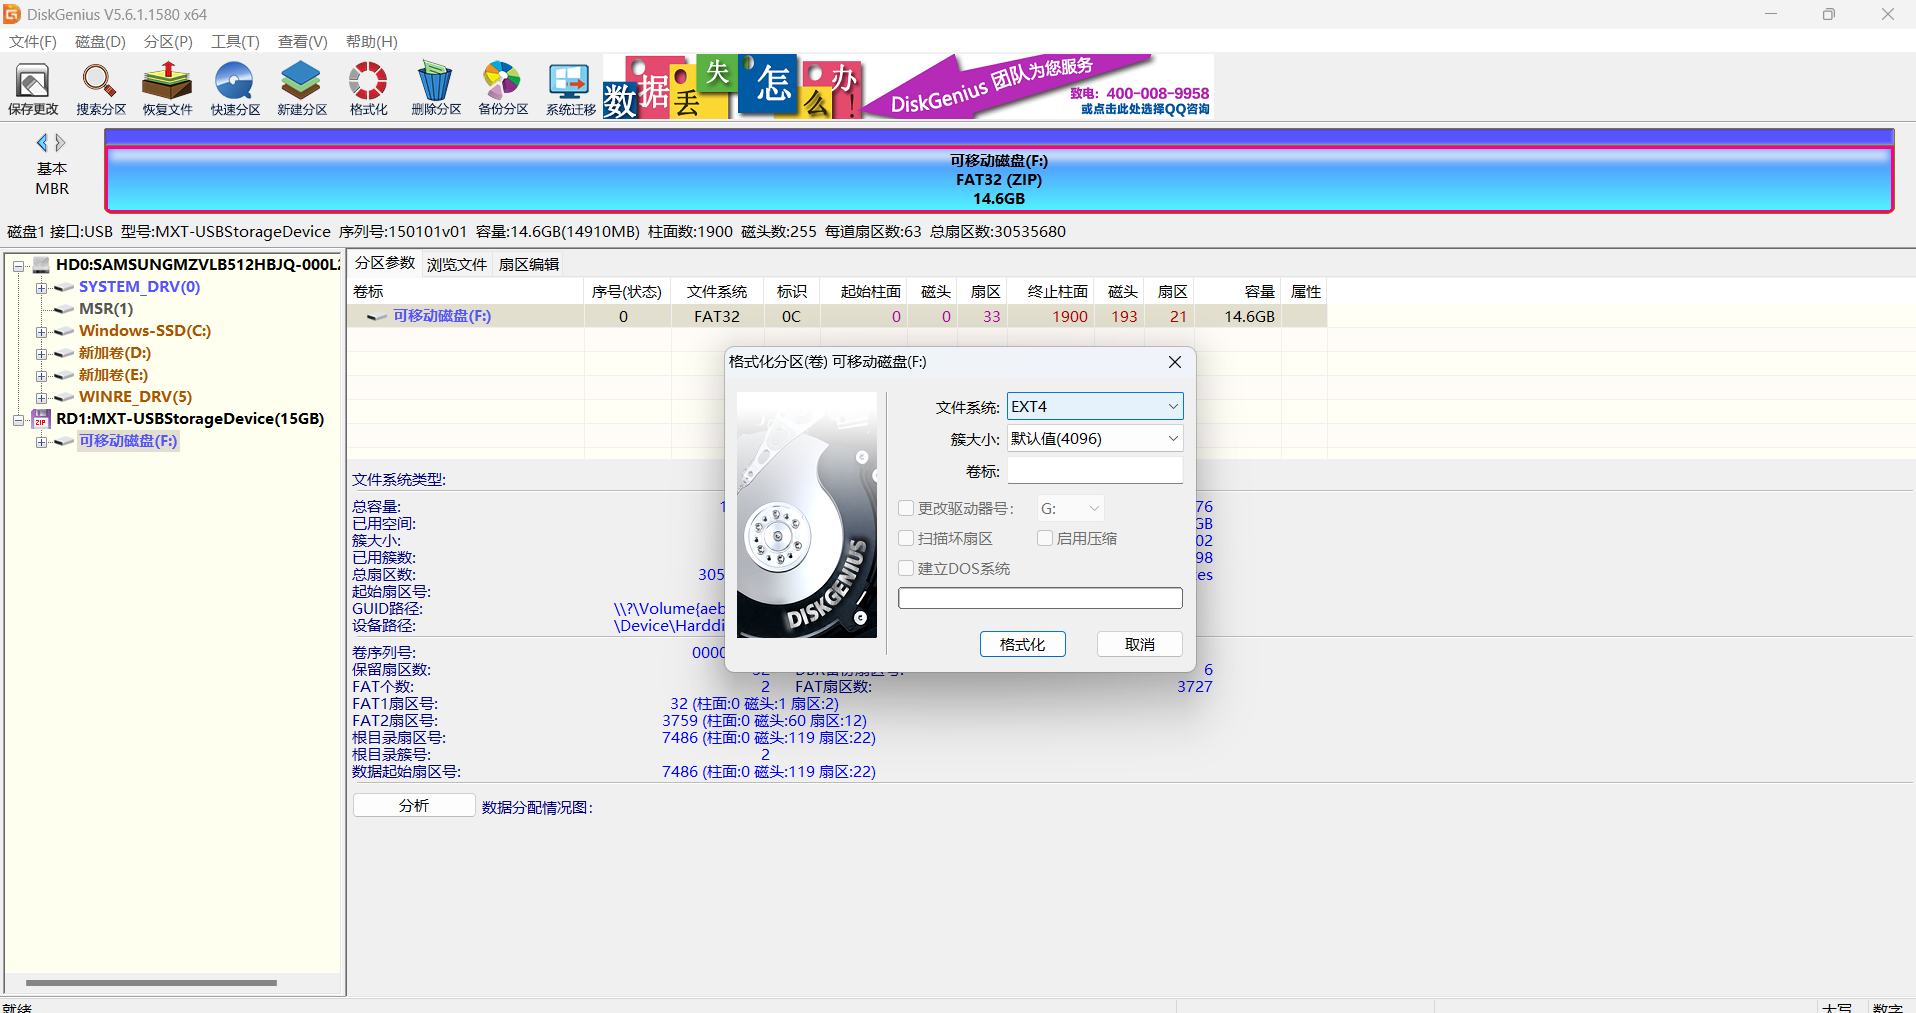 DiskGenius V5.6.1.1580 x64
文件(F) 磁盘(D) 分区(P) 工具(T) 查看(V) 帮助(H)
保存更改 搜索分区 恢复文件 快速分区 新建分区 格式化 删除分区 备份分区 系统迁移
数据丢失怎么办!
DiskGenius 团队为您服务
致电: 400-008-9958
或点击此处选择QQ咨询
基本
MBR
可移动磁盘(F:)
FAT32 (ZIP)
14.6GB
磁盘1 接口:USB 型号:MXT-USBStorageDevice 序列号:150101v01 容量:14.6GB(14910MB) 柱面数:1900 磁头数:255 每道扇区数:63 总扇区数:30535680
HD0:SAMSUNGMZVLB512HBJQ-000L
SYSTEM_DRV(0)
MSR(1)
Windows-SSD(C:)
新加卷(D:)
新加卷(E:)
WINRE_DRV(5)
RD1:MXT-USBStorageDevice(15GB)
ZIP
可移动磁盘(F:)
分区参数 浏览文件 扇区编辑
卷标 序号(状态) 文件系统 标识 起始柱面 磁头 扇区 终止柱面 磁头 扇区 容量 属性
可移动磁盘(F:) 0 FAT32 0C 0 0 33 1900 193 21 14.6GB
格式化分区(卷) 可移动磁盘(F:)
文件系统: EXT4
簇大小: 默认值(4096)
卷标:
更改驱动器号: G:
扫描坏扇区 启用压缩
建立DOS系统
DISKGENIUS
格式化 取消
文件系统类型:
总容量: 1 76
已用空间: GB
簇大小: 02
已用簇数: 98
总扇区数: 305 es
起始扇区号:
GUID路径: \\?\Volume{aeb
设备路径: \Device\Harddi
卷序列号: 0000
保留扇区数: 32 DBR备份扇区号: 6
FAT个数: 2 FAT扇区数: 3727
FAT1扇区号: 32 (柱面:0 磁头:1 扇区:2)
FAT2扇区号: 3759 (柱面:0 磁头:60 扇区:12)
根目录扇区号: 7486 (柱面:0 磁头:119 扇区:22)
根目录簇号: 2
数据起始扇区号: 7486 (柱面:0 磁头:119 扇区:22)
分析 数据分配情况图:
就绪 大写 数字